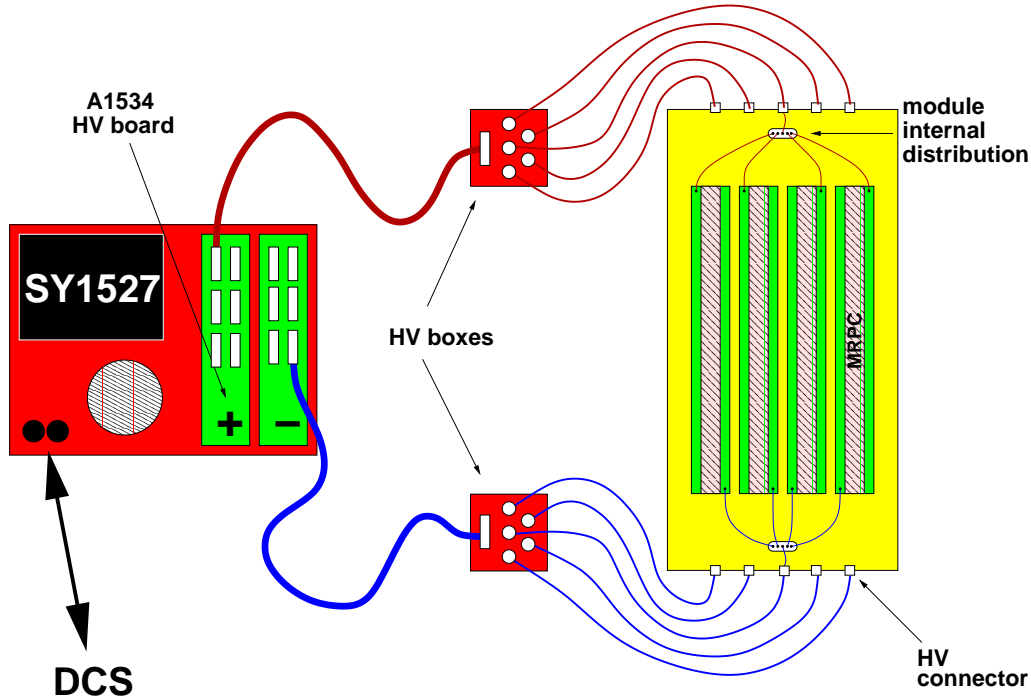 A1534
HV board
module
internal
distribution
SY1527
HV boxes
MRPC
+
−
DCS
HV
connector